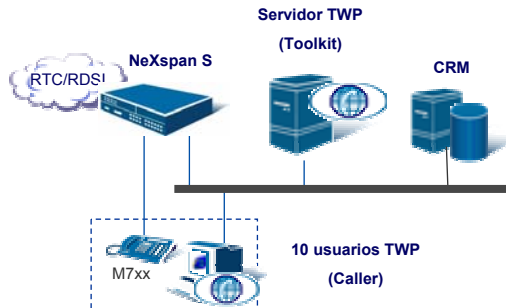 Servidor TWP
(Toolkit)
NeXspan S
CRM
RTC/RDSI
M7xx
10 usuarios TWP
(Caller)